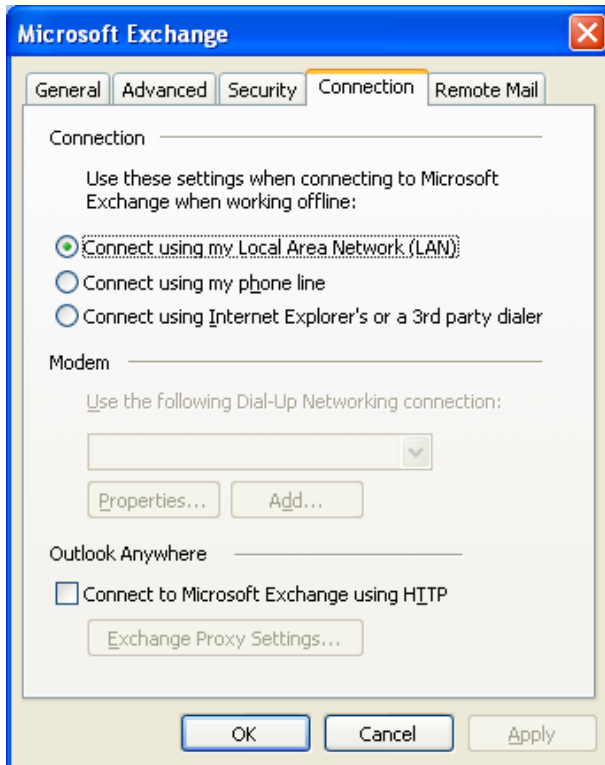 Microsoft Exchange
General Advanced Security Connection Remote Mail
Connection
Use these settings when connecting to Microsoft
Exchange when working offline:
Connect using my Local Area Network (LAN)
Connect using my phone line
Connect using Internet Explorer's or a 3rd party dialer
Modem
Use the following Dial-Up Networking connection:
Properties... Add...
Outlook Anywhere
Connect to Microsoft Exchange using HTTP
Exchange Proxy Settings...
OK Cancel Apply